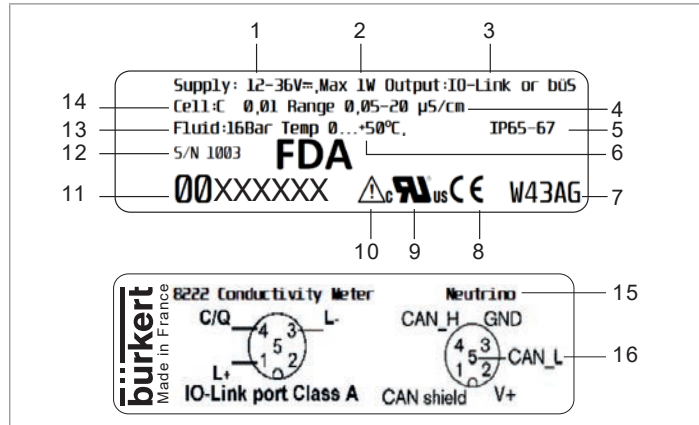 1 2 3
Supply: 12-36V⎓,Max 1W Output:IO-Link or büS
14 Cell:C 0,01 Range 0,05-20 µS/cm 4
13 Fluid:16Bar Temp 0...+50°C, IP65-67 5
12 S/N 1003 FDA 6
11 00XXXXXX c RU us CE W43AG 7
10 9 8
burkert
Made in France
8222 Conductivity Meter Neutrino 15
C/Q L- CAN_H GND
4 3 4 3
5 5 CAN_L 16
1 2 1 2
L+ V+
IO-Link port Class A CAN shield